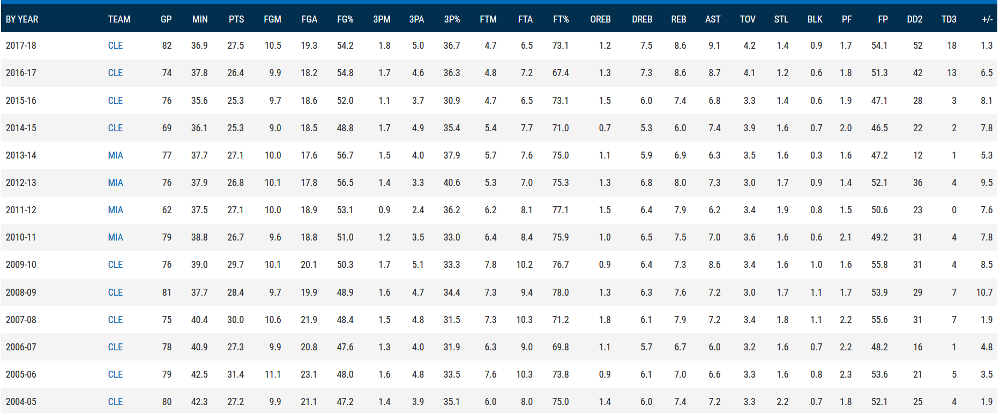 BY YEAR TEAM GP MIN PTS FGM FGA FG% 3PM 3PA 3P% FTM FTA FT% OREB DREB REB AST TOV STL BLK PF FP DD2 TD3 +/-
2017-18 CLE 82 36.9 27.5 10.5 19.3 54.2 1.8 5.0 36.7 4.7 6.5 73.1 1.2 7.5 8.6 9.1 4.2 1.4 0.9 1.7 54.1 52 18 1.3
2016-17 CLE 74 37.8 26.4 9.9 18.2 54.8 1.7 4.6 36.3 4.8 7.2 67.4 1.3 7.3 8.6 8.7 4.1 1.2 0.6 1.8 51.3 42 13 6.5
2015-16 CLE 76 35.6 25.3 9.7 18.6 52.0 1.1 3.7 30.9 4.7 6.5 73.1 1.5 6.0 7.4 6.8 3.3 1.4 0.6 1.9 47.1 28 3 8.1
2014-15 CLE 69 36.1 25.3 9.0 18.5 48.8 1.7 4.9 35.4 5.4 7.7 71.0 0.7 5.3 6.0 7.4 3.9 1.6 0.7 2.0 46.5 22 2 7.8
2013-14 MIA 77 37.7 27.1 10.0 17.6 56.7 1.5 4.0 37.9 5.7 7.6 75.0 1.1 5.9 6.9 6.3 3.5 1.6 0.3 1.6 47.2 12 1 5.3
2012-13 MIA 76 37.9 26.8 10.1 17.8 56.5 1.4 3.3 40.6 5.3 7.0 75.3 1.3 6.8 8.0 7.3 3.0 1.7 0.9 1.4 52.1 36 4 9.5
2011-12 MIA 62 37.5 27.1 10.0 18.9 53.1 0.9 2.4 36.2 6.2 8.1 77.1 1.5 6.4 7.9 6.2 3.4 1.9 0.8 1.5 50.6 23 0 7.6
2010-11 MIA 79 38.8 26.7 9.6 18.8 51.0 1.2 3.5 33.0 6.4 8.4 75.9 1.0 6.5 7.5 7.0 3.6 1.6 0.6 2.1 49.2 31 4 7.8
2009-10 CLE 76 39.0 29.7 10.1 20.1 50.3 1.7 5.1 33.3 7.8 10.2 76.7 0.9 6.4 7.3 8.6 3.4 1.6 1.0 1.6 55.8 31 4 8.5
2008-09 CLE 81 37.7 28.4 9.7 19.9 48.9 1.6 4.7 34.4 7.3 9.4 78.0 1.3 6.3 7.6 7.2 3.0 1.7 1.1 1.7 53.9 29 7 10.7
2007-08 CLE 75 40.4 30.0 10.6 21.9 48.4 1.5 4.8 31.5 7.3 10.3 71.2 1.8 6.1 7.9 7.2 3.4 1.8 1.1 2.2 55.6 31 7 1.9
2006-07 CLE 78 40.9 27.3 9.9 20.8 47.6 1.3 4.0 31.9 6.3 9.0 69.8 1.1 5.7 6.7 6.0 3.2 1.6 0.7 2.2 48.2 16 1 4.8
2005-06 CLE 79 42.5 31.4 11.1 23.1 48.0 1.6 4.8 33.5 7.6 10.3 73.8 0.9 6.1 7.0 6.6 3.3 1.6 0.8 2.3 53.6 21 5 3.5
2004-05 CLE 80 42.3 27.2 9.9 21.1 47.2 1.4 3.9 35.1 6.0 8.0 75.0 1.4 6.0 7.4 7.2 3.3 2.2 0.7 1.8 52.1 25 4 1.9